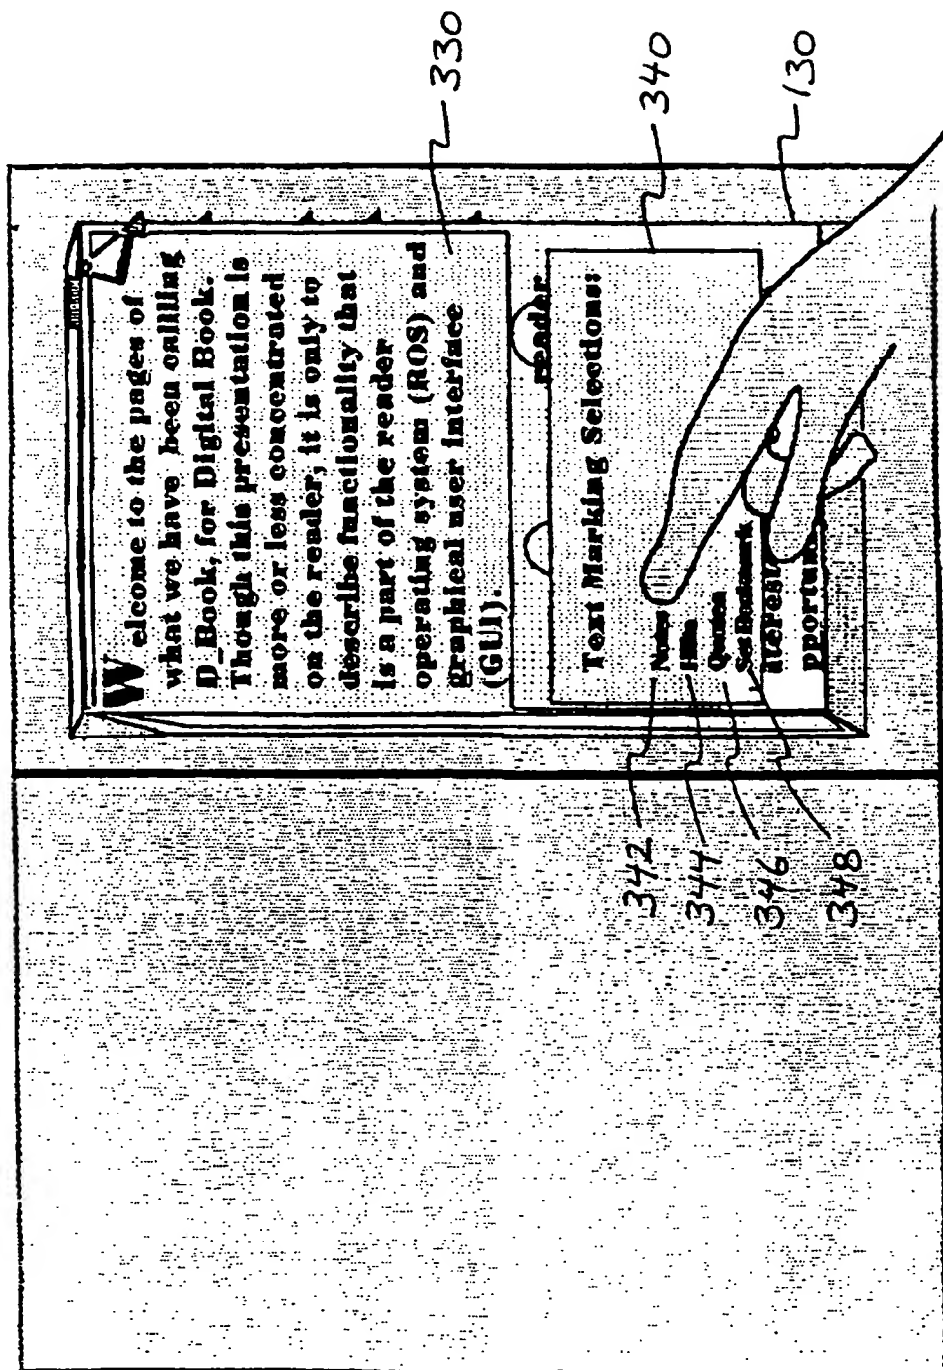 Welcome to the pages of
what we have been calling
D_Book, for Digital Book.
Though this presentation is
more or less concentrated
on the reader, it is only to
describe functionality that
is a part of the reader
operating system (ROS) and
graphical user interface
(GUI).
reader
Text Marking Selections:
Notes
Quotes
Set Bookmark
pportun
330
340
130
342
344
346
348